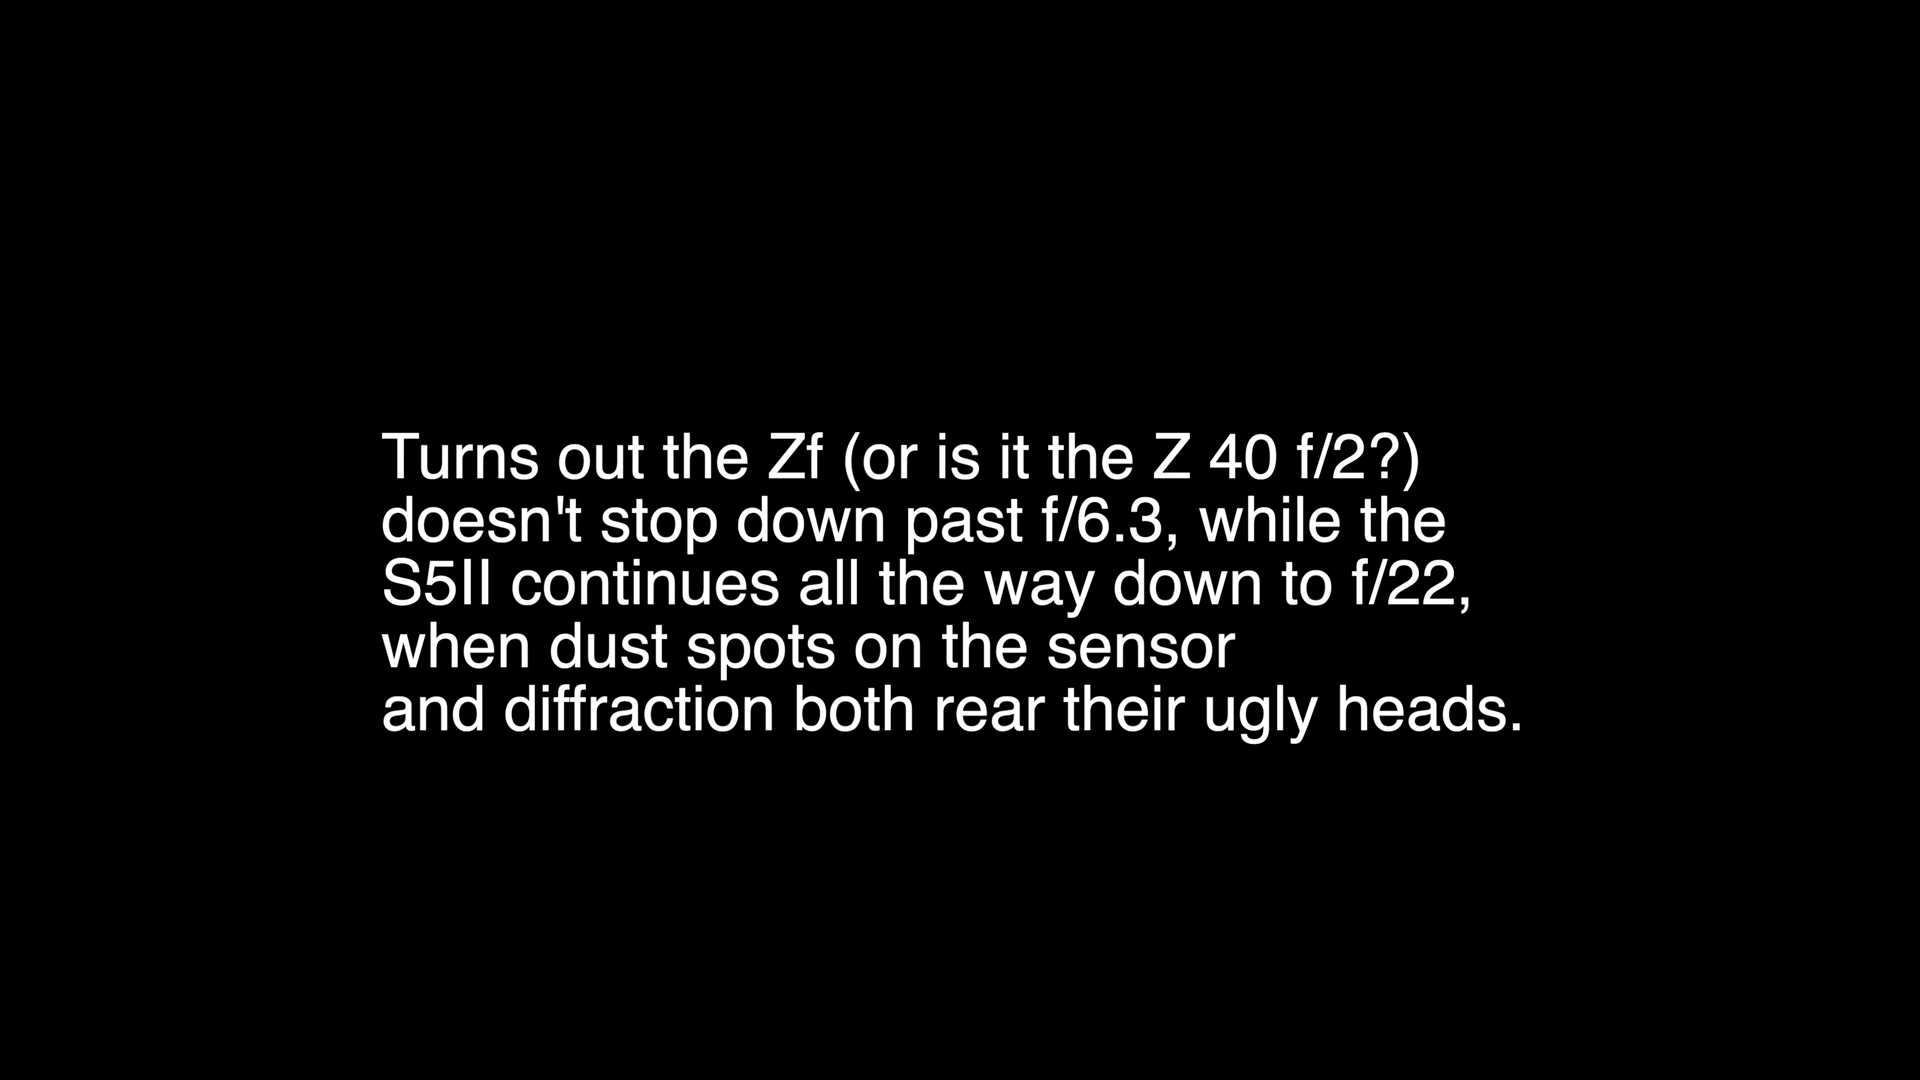 Turns out the Zf (or is it the Z 40 f/2?)
doesn't stop down past f/6.3, while the
S5II continues all the way down to f/22,
when dust spots on the sensor
and diffraction both rear their ugly heads.